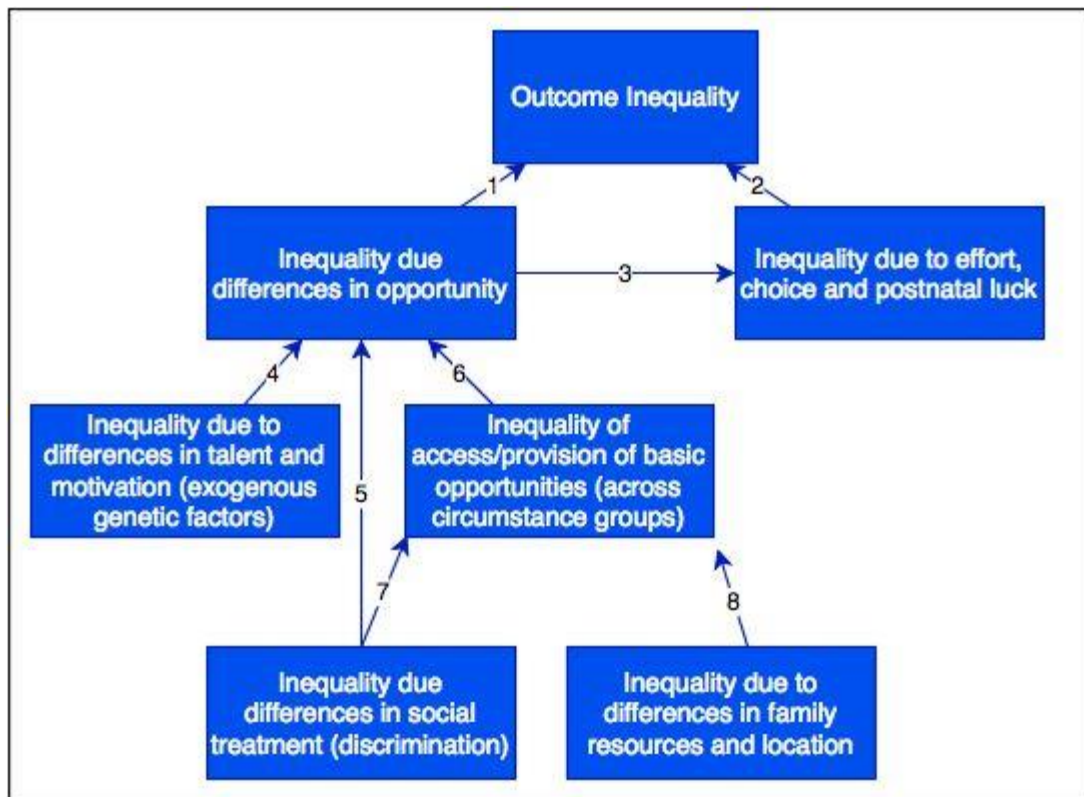 Outcome Inequality
1
2
Inequality due
differences in opportunity
3
Inequality due to effort,
choice and postnatal luck
4
6
Inequality due to
differences in talent and
motivation (exogenous
genetic factors)
5
Inequality of
access/provision of basic
opportunities (across
circumstance groups)
7
8
Inequality due
differences in social
treatment (discrimination)
Inequality due to
differences in family
resources and location